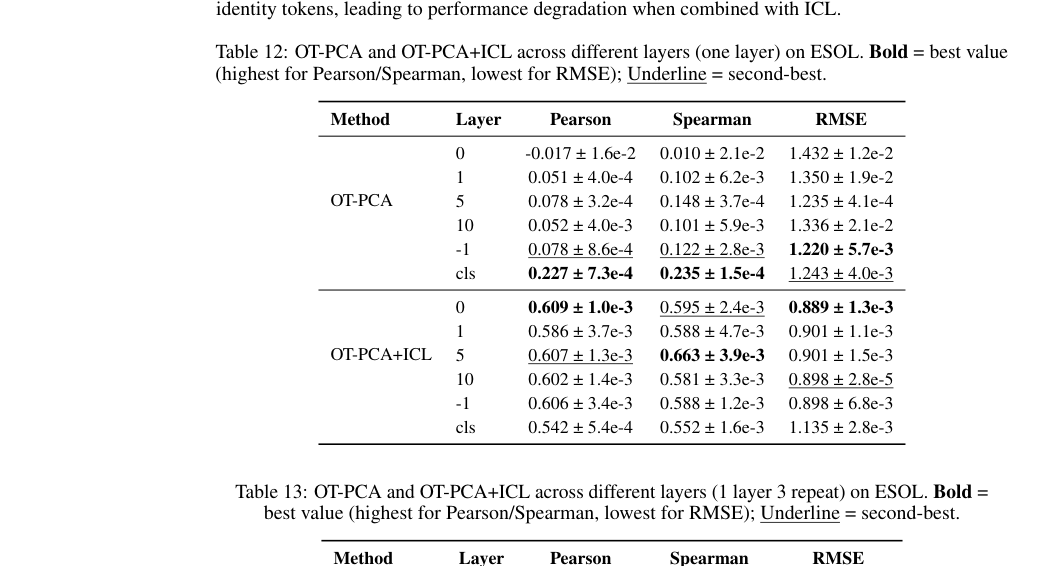 identity tokens, leading to performance degradation when combined with ICL.
Table 12: OT-PCA and OT-PCA+ICL across different layers (one layer) on ESOL. Bold = best value
(highest for Pearson/Spearman, lowest for RMSE); Underline = second-best.
Method Layer Pearson Spearman RMSE
0 -0.017 ± 1.6e-2 0.010 ± 2.1e-2 1.432 ± 1.2e-2
1 0.051 ± 4.0e-4 0.102 ± 6.2e-3 1.350 ± 1.9e-2
OT-PCA 5 0.078 ± 3.2e-4 0.148 ± 3.7e-4 1.235 ± 4.1e-4
10 0.052 ± 4.0e-3 0.101 ± 5.9e-3 1.336 ± 2.1e-2
-1 0.078 ± 8.6e-4 0.122 ± 2.8e-3 1.220 ± 5.7e-3
cls 0.227 ± 7.3e-4 0.235 ± 1.5e-4 1.243 ± 4.0e-3
0 0.609 ± 1.0e-3 0.595 ± 2.4e-3 0.889 ± 1.3e-3
1 0.586 ± 3.7e-3 0.588 ± 4.7e-3 0.901 ± 1.1e-3
OT-PCA+ICL 5 0.607 ± 1.3e-3 0.663 ± 3.9e-3 0.901 ± 1.5e-3
10 0.602 ± 1.4e-3 0.581 ± 3.3e-3 0.898 ± 2.8e-5
-1 0.606 ± 3.4e-3 0.588 ± 1.2e-3 0.898 ± 6.8e-3
cls 0.542 ± 5.4e-4 0.552 ± 1.6e-3 1.135 ± 2.8e-3
Table 13: OT-PCA and OT-PCA+ICL across different layers (1 layer 3 repeat) on ESOL. Bold =
best value (highest for Pearson/Spearman, lowest for RMSE); Underline = second-best.
Method Layer Pearson Spearman RMSE